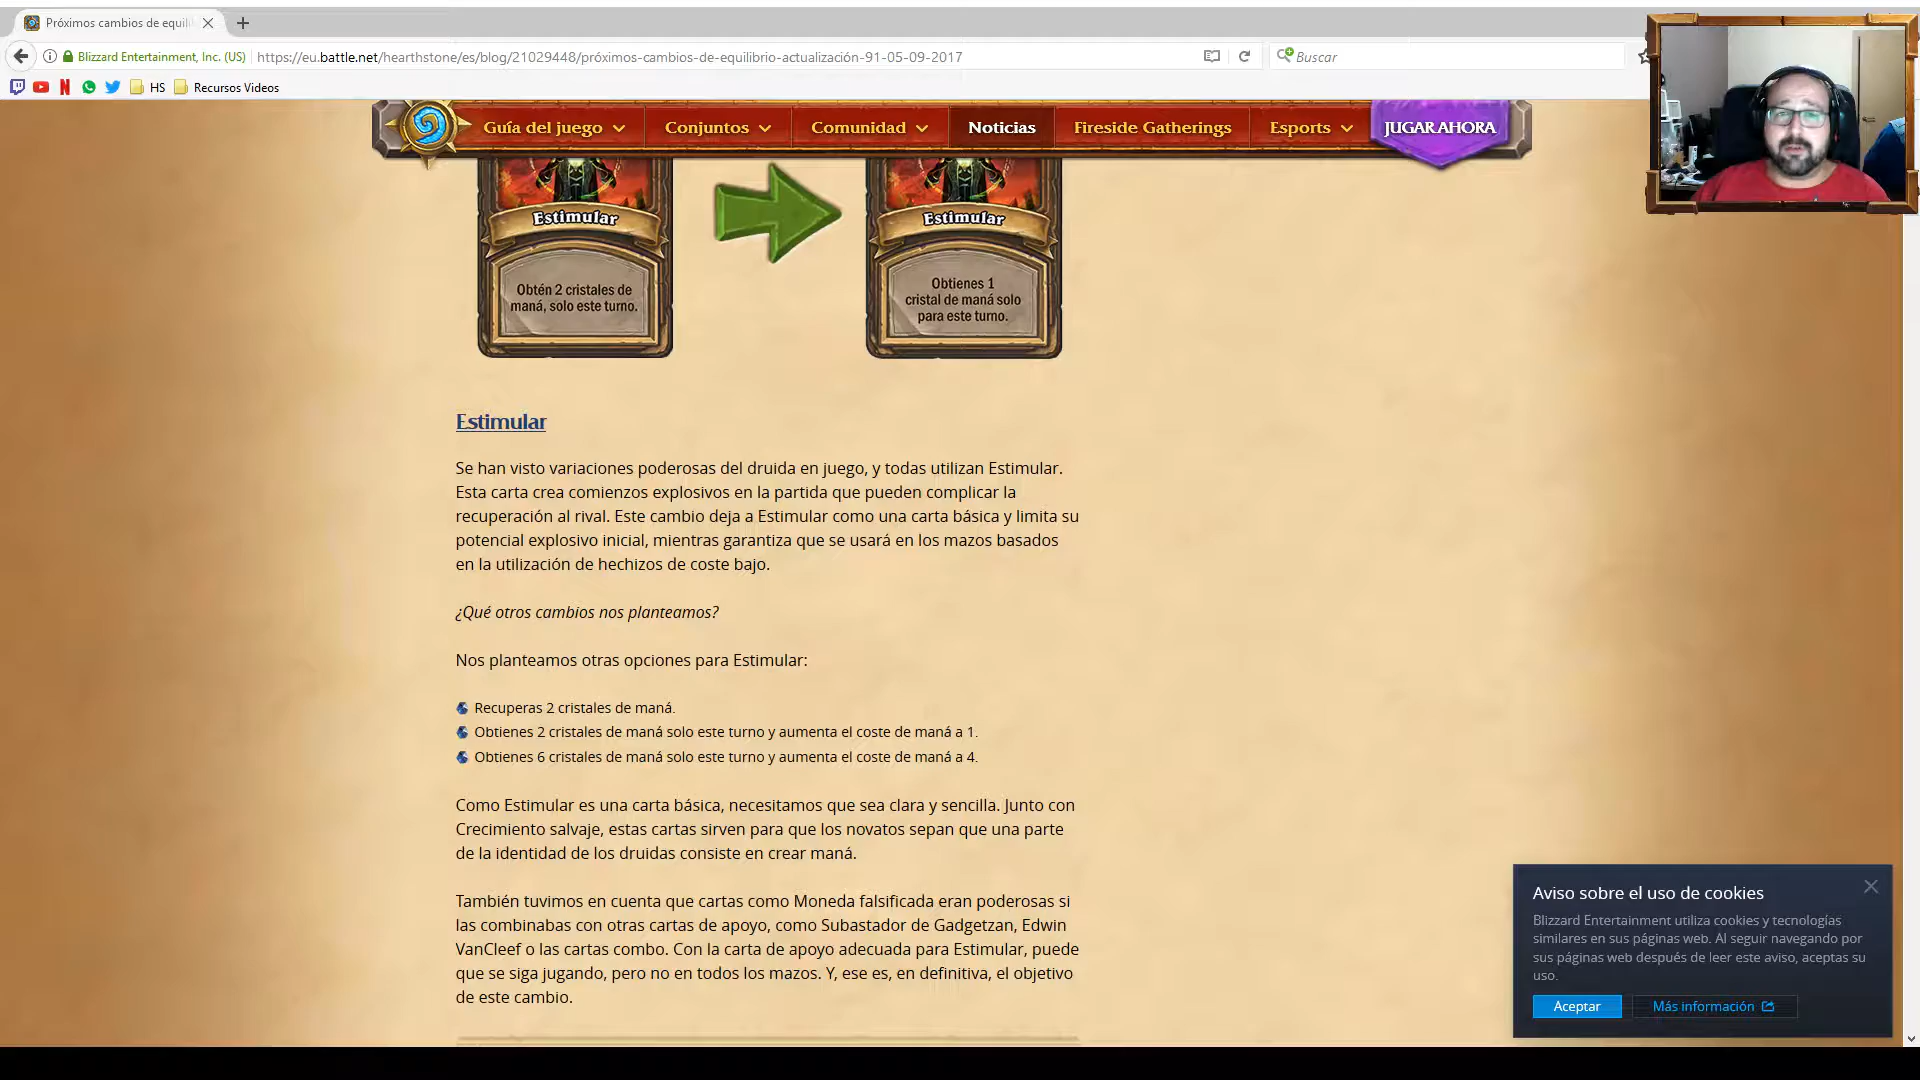 Próximos cambios de equili
Blizzard Entertainment, Inc. (US)
https://eu.battle.net/hearthstone/es/blog/21029448/próximos-cambios-de-equilibrio-actualización-91-05-09-2017
Buscar
HS
Recursos Videos
Guía del juego
Conjuntos
Comunidad
Noticias
Fireside Gatherings
Esports
JUGAR AHORA
Estimular
Estimular
Obtén 2 cristales de
maná, solo este turno.
Obtienes 1
cristal de maná solo
para este turno.
Estimular
Se han visto variaciones poderosas del druida en juego, y todas utilizan Estimular.
Esta carta crea comienzos explosivos en la partida que pueden complicar la
recuperación al rival. Este cambio deja a Estimular como una carta básica y limita su
potencial explosivo inicial, mientras garantiza que se usará en los mazos basados
en la utilización de hechizos de coste bajo.
¿Qué otros cambios nos planteamos?
Nos planteamos otras opciones para Estimular:
Recuperas 2 cristales de maná.
Obtienes 2 cristales de maná solo este turno y aumenta el coste de maná a 1.
Obtienes 6 cristales de maná solo este turno y aumenta el coste de maná a 4.
Como Estimular es una carta básica, necesitamos que sea clara y sencilla. Junto con
Crecimiento salvaje, estas cartas sirven para que los novatos sepan que una parte
de la identidad de los druidas consiste en crear maná.
También tuvimos en cuenta que cartas como Moneda falsificada eran poderosas si
las combinabas con otras cartas de apoyo, como Subastador de Gadgetzan, Edwin
VanCleef o las cartas combo. Con la carta de apoyo adecuada para Estimular, puede
que se siga jugando, pero no en todos los mazos. Y, ese es, en definitiva, el objetivo
de este cambio.
Aviso sobre el uso de cookies
Blizzard Entertainment utiliza cookies y tecnologías
similares en sus páginas web. Al seguir navegando por
sus páginas web después de leer este aviso, aceptas su
uso.
Aceptar
Más información